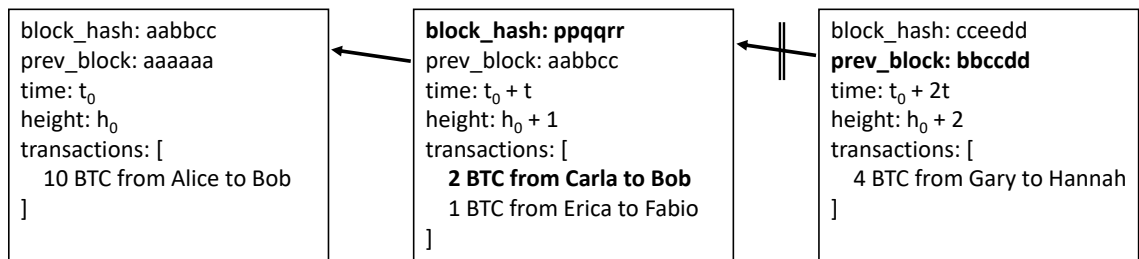 block_hash: aabbcc
prev_block: aaaaaa
time: t₀
height: h₀
transactions: [
10 BTC from Alice to Bob
]
block_hash: ppqqrr
prev_block: aabbcc
time: t₀ + t
height: h₀ + 1
transactions: [
2 BTC from Carla to Bob
1 BTC from Erica to Fabio
]
block_hash: cceedd
prev_block: bbccdd
time: t₀ + 2t
height: h₀ + 2
transactions: [
4 BTC from Gary to Hannah
]